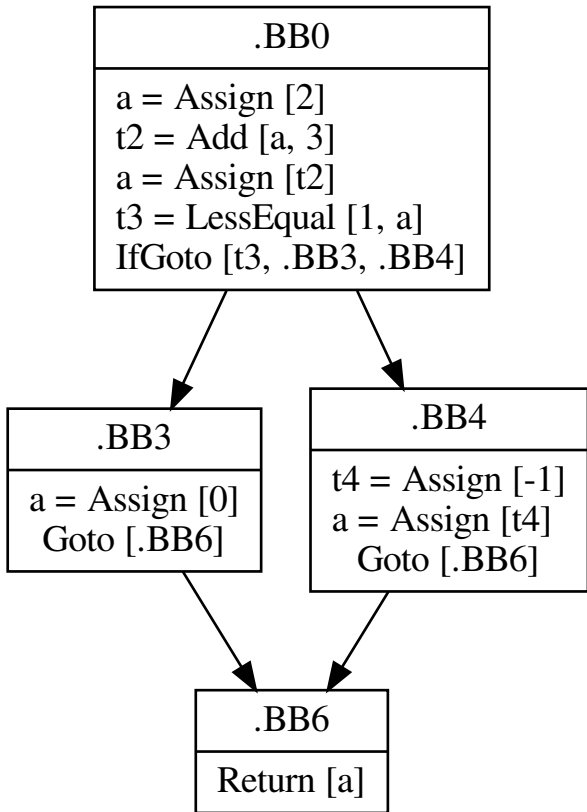 .BB0
a = Assign [2]
t2 = Add [a, 3]
a = Assign [t2]
t3 = LessEqual [1, a]
IfGoto [t3, .BB3, .BB4]
.BB3
a = Assign [0]
Goto [.BB6]
.BB4
t4 = Assign [-1]
a = Assign [t4]
Goto [.BB6]
.BB6
Return [a]